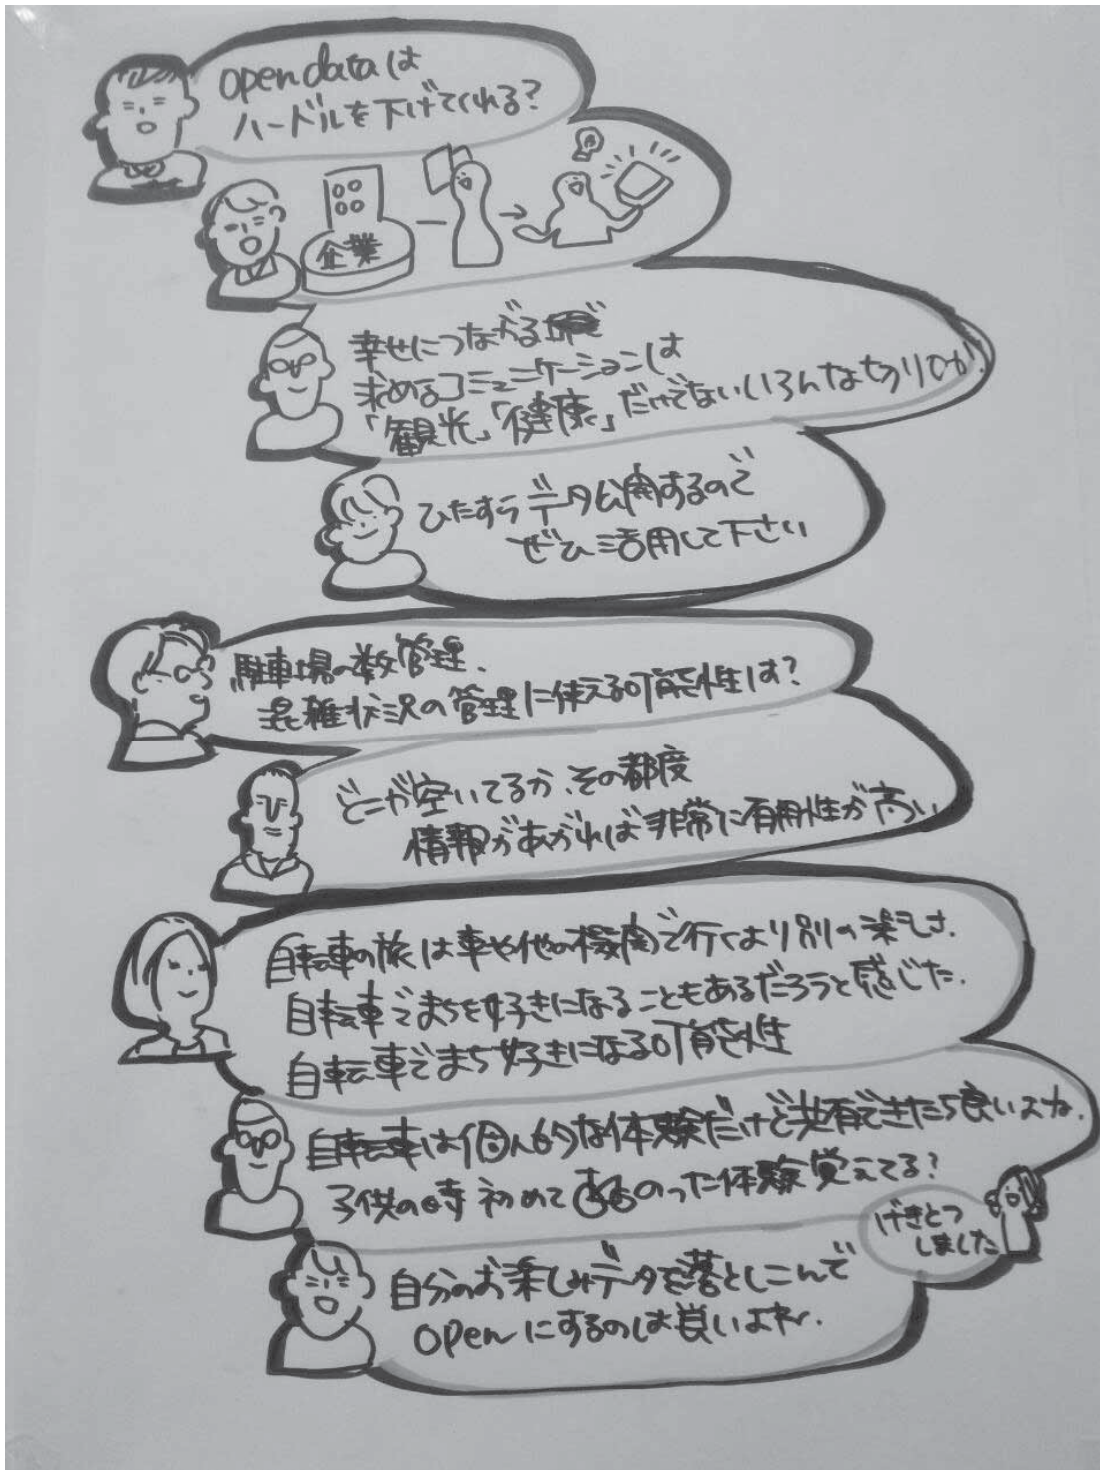 open dataは
ハードルを下げてくれる?
企業
幸せにつながる
求めるコミュニケーションは
「観光」「健康」だけでないいろんな切り口が
ひたすらデータ公開するので
ぜひ活用して下さい
駐車場の数管理、
混雑状況の管理に使える可能性は?
どこが空いてるか、その都度
情報があがれば非常に有用性が高い
自転車の旅は車や他の機関で行くより別の楽しさ、
自転車でまちを好きになることもあるだろうと感じた.
自転車でまち好きになる可能性
自転車は個人的な体験だけど共有できたら良いよね.
子供の時初めてのった体験覚えてる?
げきとつ
しました
自分のお楽しみデータを落としこんで
openにするのは良いよね.